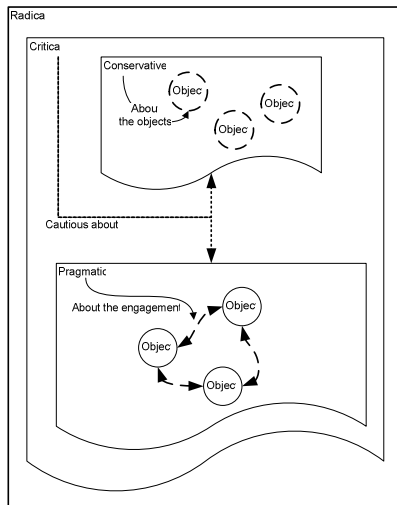 Radica
Critica
Conservative
Objec
Abou
the objects
Objec
Objec
Cautious about
Pragmatic
About the engagement
Objec
Objec
Objec